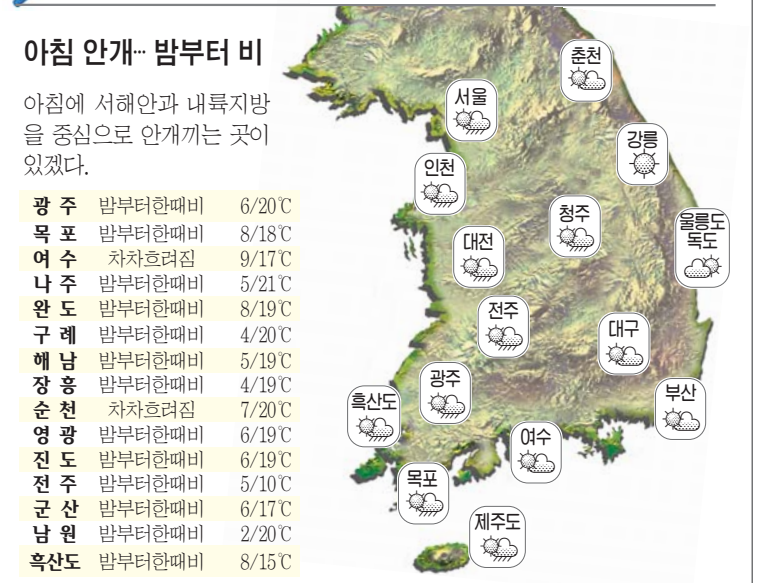 아침 안개… 밤부터 비
아침에 서해안과 내륙지방
을 중심으로 안개끼는 곳이
있겠다.
광 주 밤부터한때비 6/20℃
목 포 밤부터한때비 8/18℃
여 수 차차흐려짐 9/17℃
나 주 밤부터한때비 5/21℃
완 도 밤부터한때비 8/19℃
구 례 밤부터한때비 4/20℃
해 남 밤부터한때비 5/19℃
장 흥 밤부터한때비 4/19℃
순 천 차차흐려짐 7/20℃
영 광 밤부터한때비 6/19℃
진 도 밤부터한때비 6/19℃
전 주 밤부터한때비 5/10℃
군 산 밤부터한때비 6/17℃
남 원 밤부터한때비 2/20℃
흑산도 밤부터한때비 8/15℃
춘천
서울
강릉
인천
청주
울릉도
독도
대전
전주
대구
광주
부산
흑산도
여수
목포
제주도